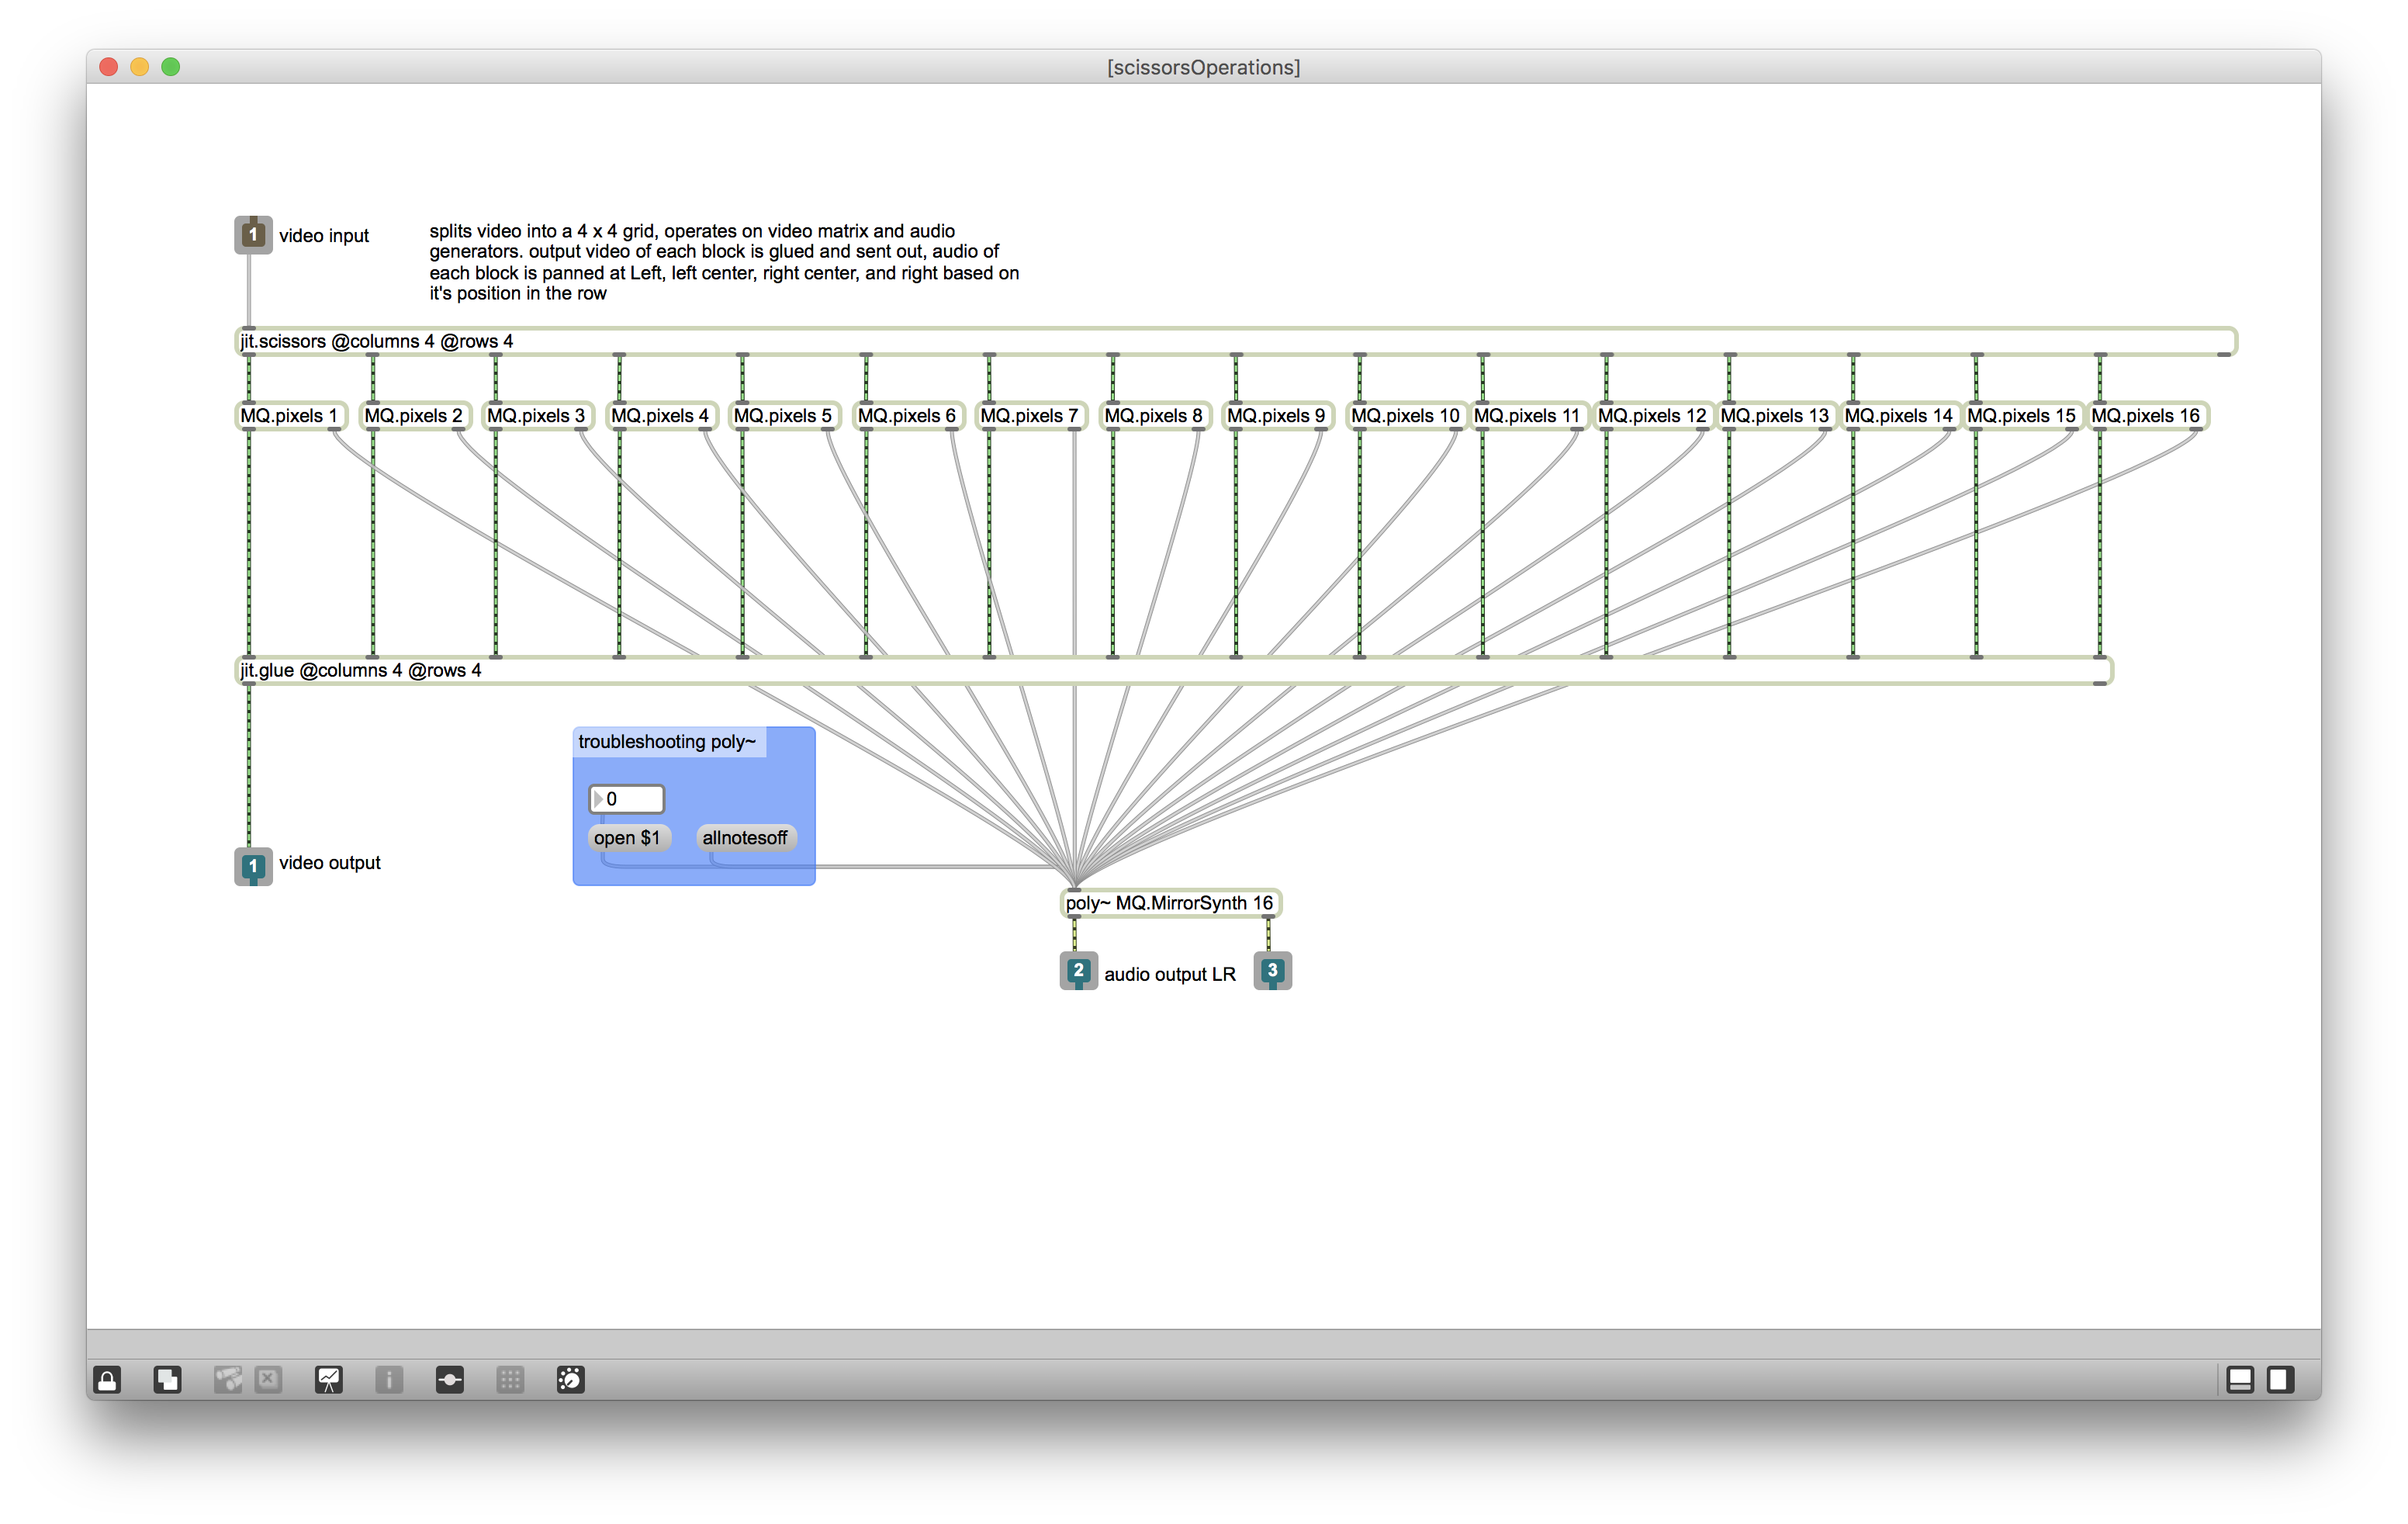 [scissorsOperations]
1 video input
splits video into a 4 x 4 grid, operates on video matrix and audio
generators. output video of each block is glued and sent out, audio of
each block is panned at Left, left center, right center, and right based on
it's position in the row
jit.scissors @columns 4 @rows 4
MQ.pixels 1 MQ.pixels 2 MQ.pixels 3 MQ.pixels 4 MQ.pixels 5 MQ.pixels 6 MQ.pixels 7 MQ.pixels 8 MQ.pixels 9 MQ.pixels 10 MQ.pixels 11 MQ.pixels 12 MQ.pixels 13 MQ.pixels 14 MQ.pixels 15 MQ.pixels 16
jit.glue @columns 4 @rows 4
troubleshooting poly~
0
open $1 allnotesoff
1 video output
poly~ MQ.MirrorSynth 16
2 audio output LR 3